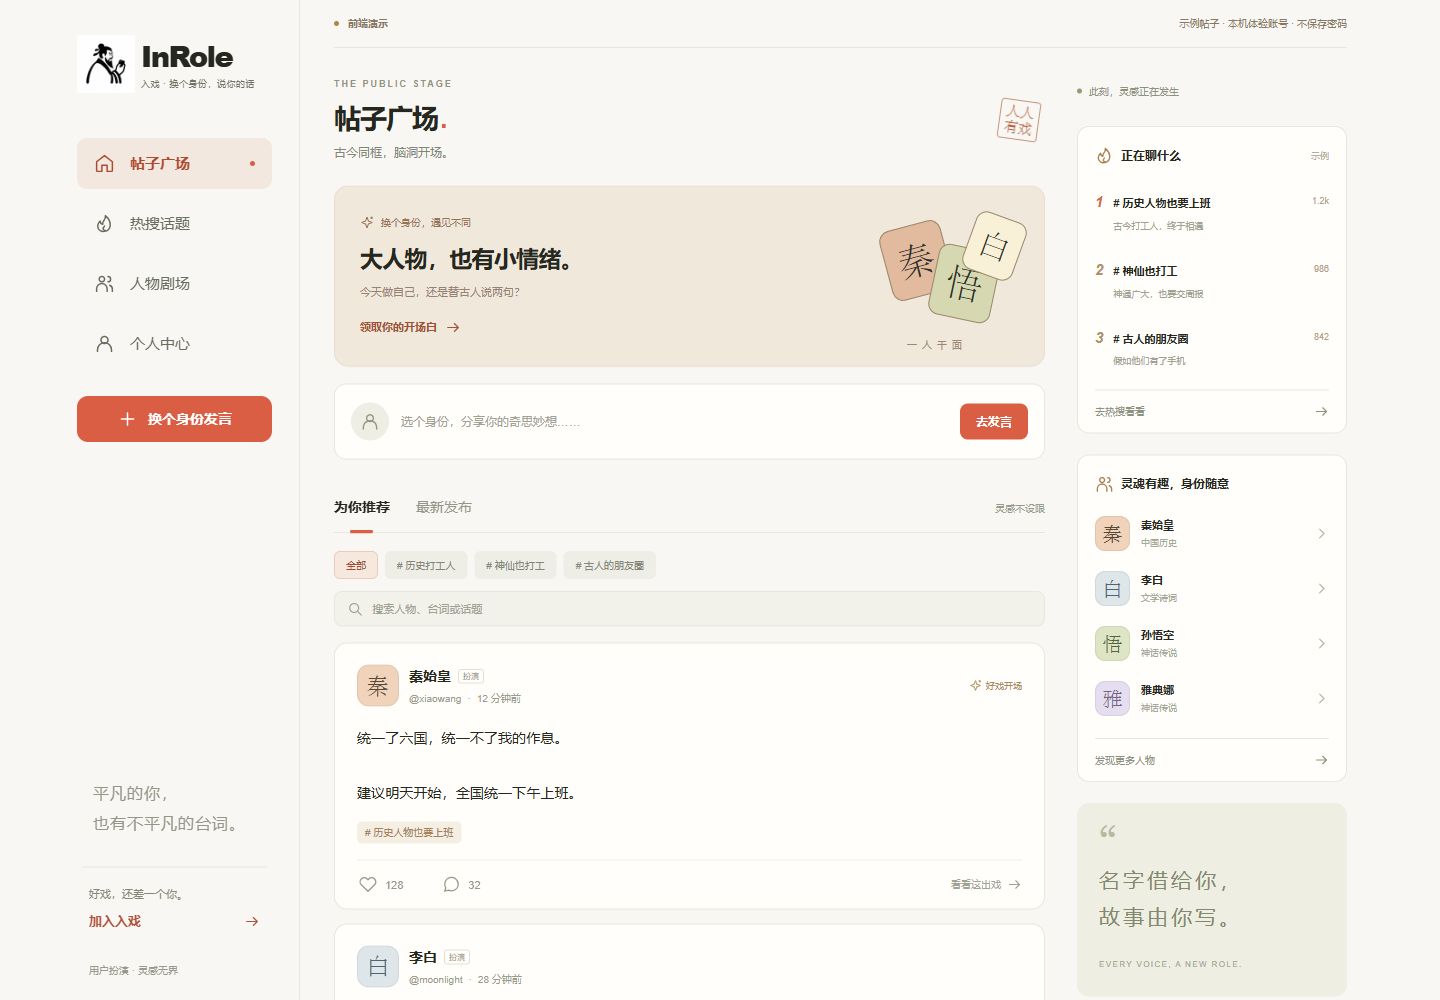 InRole
入戏 · 换个身份，说你的话
帖子广场
热搜话题
人物剧场
个人中心
换个身份发言
平凡的你，
也有不平凡的台词。
好戏，还差一个你。
加入入戏
用户扮演 · 灵感无界
前端演示
示例帖子 · 本机体验账号 · 不保存密码
THE PUBLIC STAGE
帖子广场.
古今同框，脑洞开场。
人人
有戏
换个身份，遇见不同
大人物，也有小情绪。
今天做自己，还是替古人说两句？
领取你的开场白
秦
悟
白
一人千面
选个身份，分享你的奇思妙想……
去发言
为你推荐
最新发布
灵感不设限
全部
# 历史打工人
# 神仙也打工
# 古人的朋友圈
搜索人物、台词或话题
秦
秦始皇
扮演
@xiaowang · 12 分钟前
好戏开场
统一了六国，统一不了我的作息。
建议明天开始，全国统一下午上班。
# 历史人物也要上班
128
32
看看这出戏
白
李白
扮演
@moonlight · 28 分钟前
此刻，灵感正在发生
正在聊什么
示例
1
# 历史人物也要上班
1.2k
古今打工人，终于相遇
2
# 神仙也打工
986
神通广大，也要交周报
3
# 古人的朋友圈
842
假如他们有了手机
去热搜看看
灵魂有趣，身份随意
秦
秦始皇
中国历史
白
李白
文学诗词
悟
孙悟空
神话传说
雅
雅典娜
神话传说
发现更多人物
“
名字借给你，
故事由你写。
EVERY VOICE, A NEW ROLE.